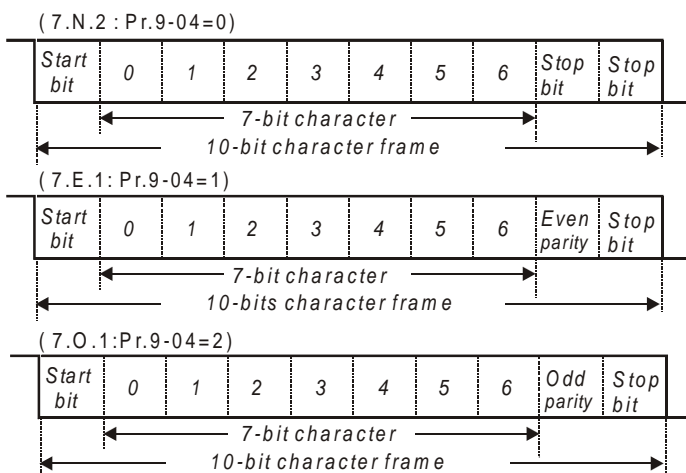 (7.N.2 : Pr.9-04=0)
Start bit 0 1 2 3 4 5 6 Stop bit Stop bit
7-bit character
10-bit character frame
(7.E.1: Pr.9-04=1)
Start bit 0 1 2 3 4 5 6 Even parity Stop bit
7-bit character
10-bits character frame
(7.O.1:Pr.9-04=2)
Start bit 0 1 2 3 4 5 6 Odd parity Stop bit
7-bit character
10-bit character frame